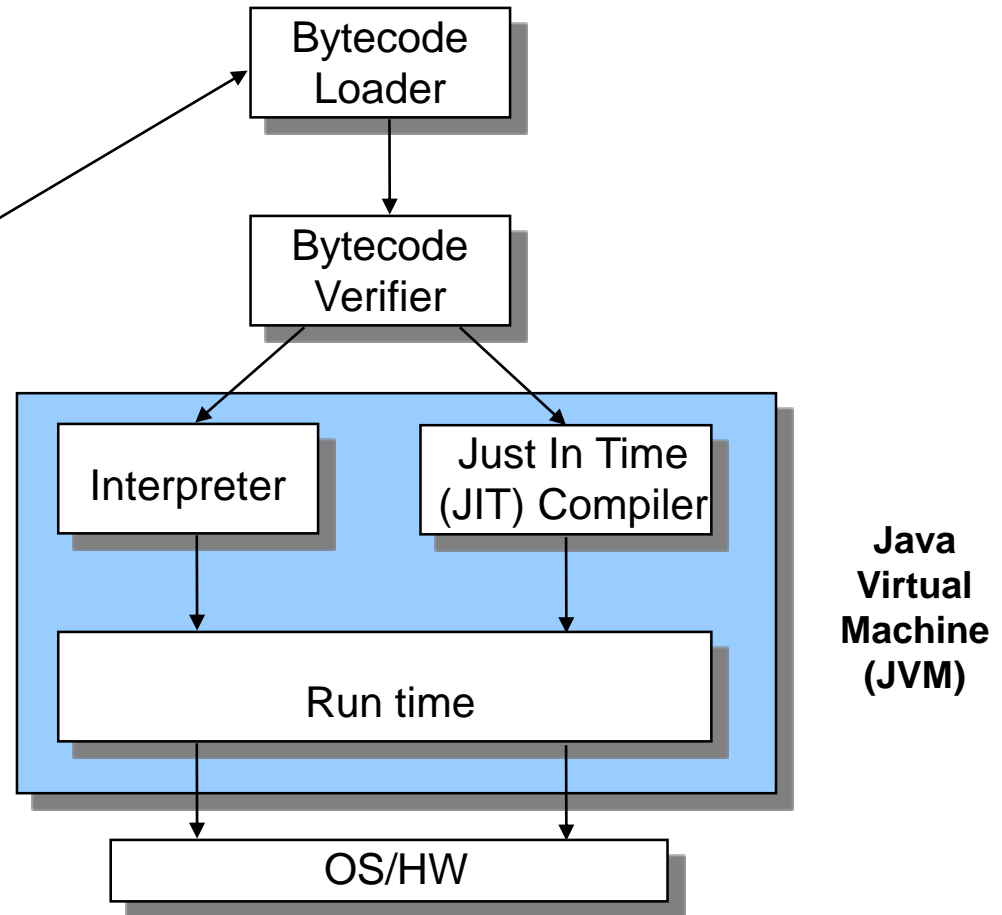 Bytecode
Loader
Bytecode
Verifier
Interpreter
Just In Time
(JIT) Compiler
Java
Virtual
Machine
(JVM)
Run time
OS/HW